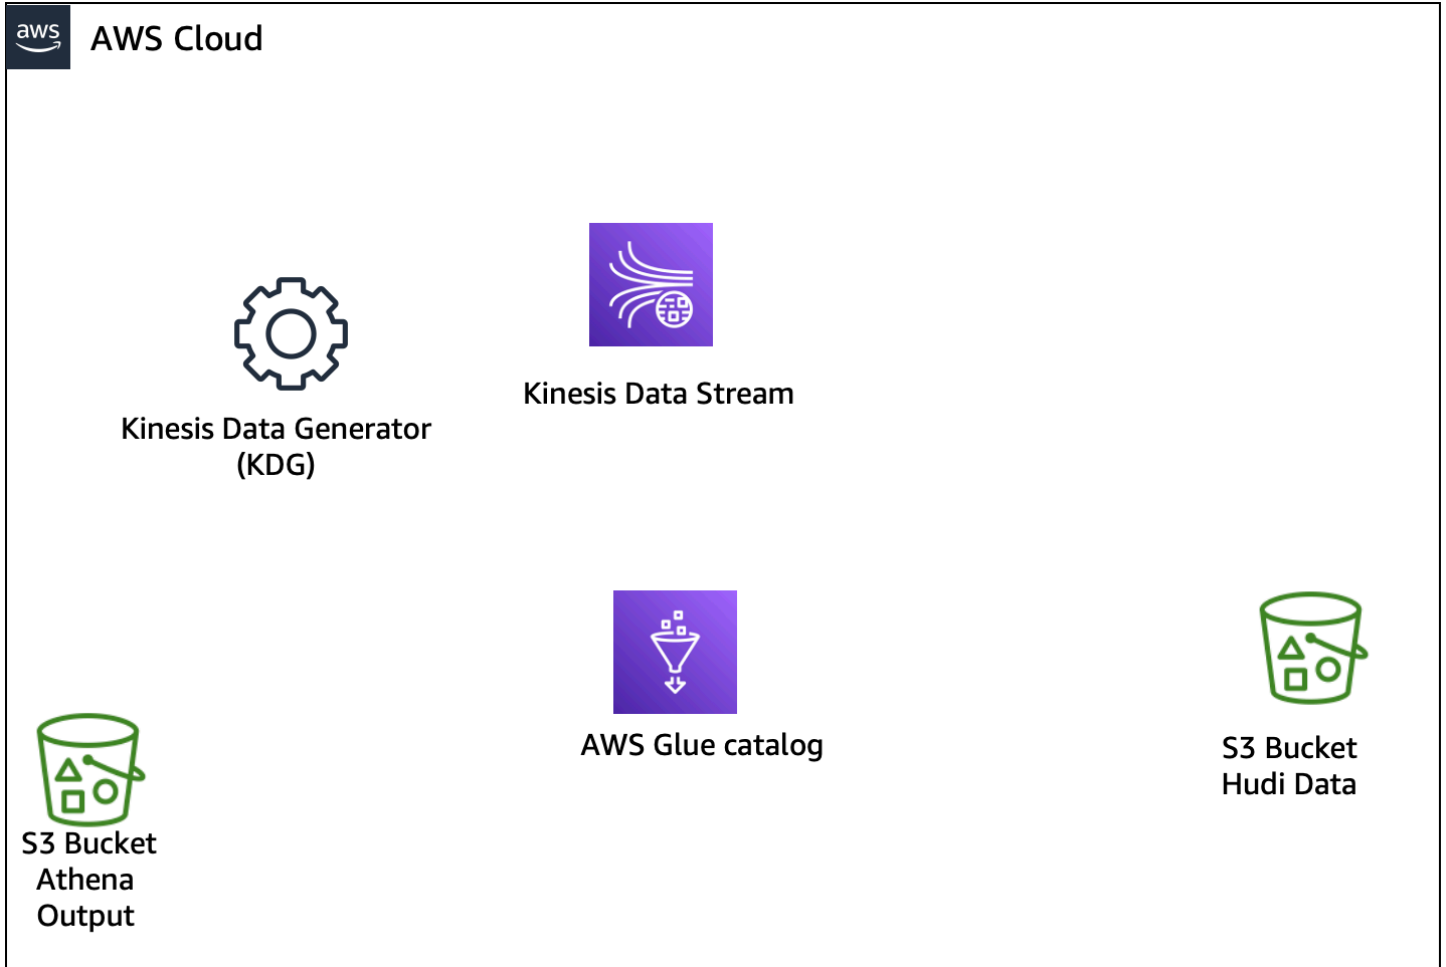 aws
AWS Cloud
Kinesis Data Stream
Kinesis Data Generator
(KDG)
AWS Glue catalog
S3 Bucket
Hudi Data
S3 Bucket
Athena
Output